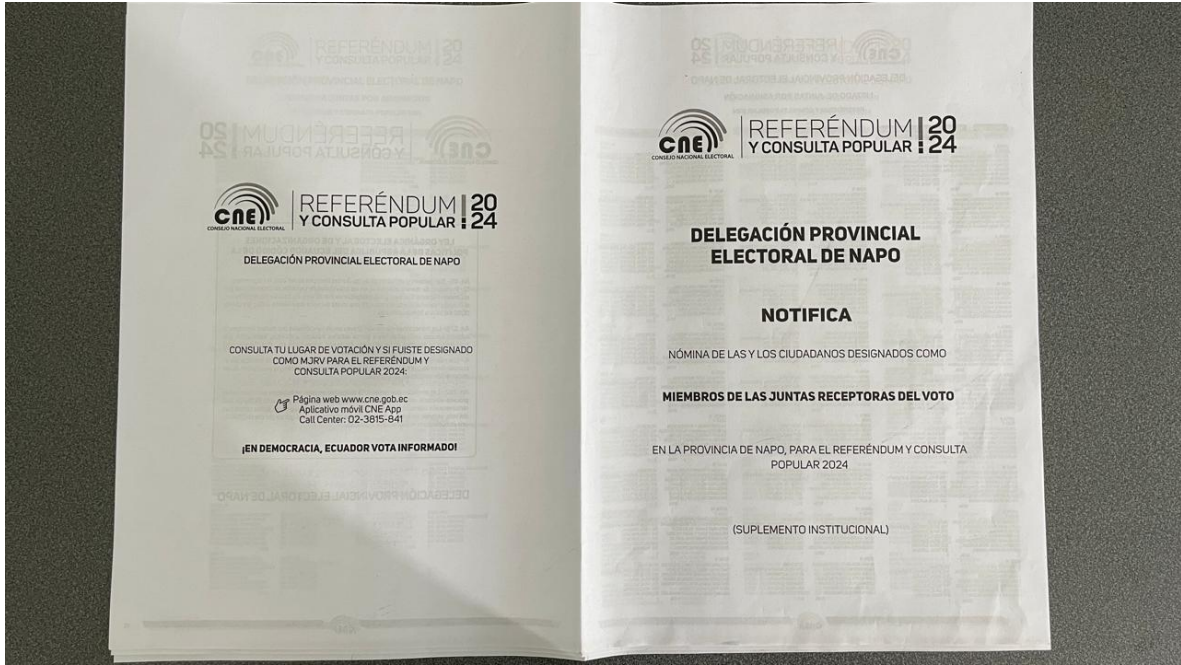 CNE
CONSEJO NACIONAL ELECTORAL
REFERÉNDUM
Y CONSULTA POPULAR
20
24
DELEGACIÓN PROVINCIAL ELECTORAL DE NAPO
CONSULTA TU LUGAR DE VOTACIÓN Y SI FUISTE DESIGNADO
COMO MJRV PARA EL REFERÉNDUM Y
CONSULTA POPULAR 2024:
Página web www.cne.gob.ec
Aplicativo móvil CNE App
Call Center: 02-3815-841
¡EN DEMOCRACIA, ECUADOR VOTA INFORMADO!
CNE
CONSEJO NACIONAL ELECTORAL
REFERÉNDUM
Y CONSULTA POPULAR
20
24
DELEGACIÓN PROVINCIAL
ELECTORAL DE NAPO
NOTIFICA
NÓMINA DE LAS Y LOS CIUDADANOS DESIGNADOS COMO
MIEMBROS DE LAS JUNTAS RECEPTORAS DEL VOTO
EN LA PROVINCIA DE NAPO, PARA EL REFERÉNDUM Y CONSULTA
POPULAR 2024
(SUPLEMENTO INSTITUCIONAL)